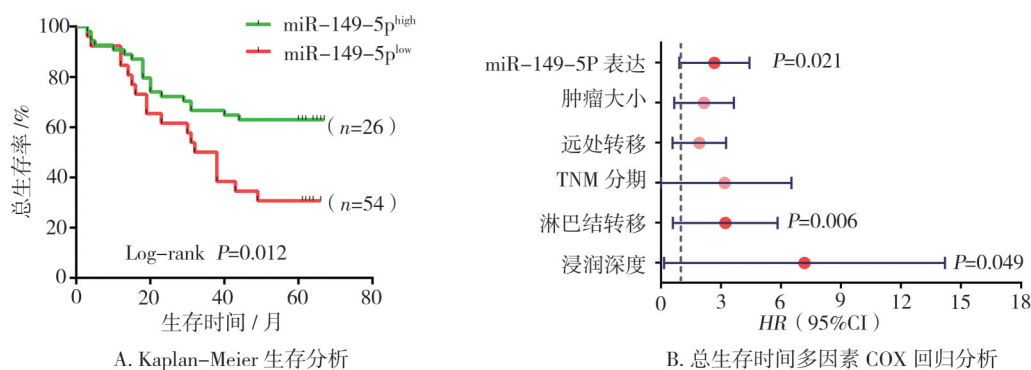 miR-149-5p^high
miR-149-5p^low
总生存率 /%
100
80
60
40
20
0
(n=26)
(n=54)
Log-rank P=0.012
0 20 40 60 80
生存时间 / 月
A. Kaplan-Meier 生存分析
miR-149-5P 表达
P=0.021
肿瘤大小
远处转移
TNM 分期
淋巴结转移
P=0.006
浸润深度
P=0.049
0 3 6 9 12 15 18
HR（95%CI）
B. 总生存时间多因素 COX 回归分析